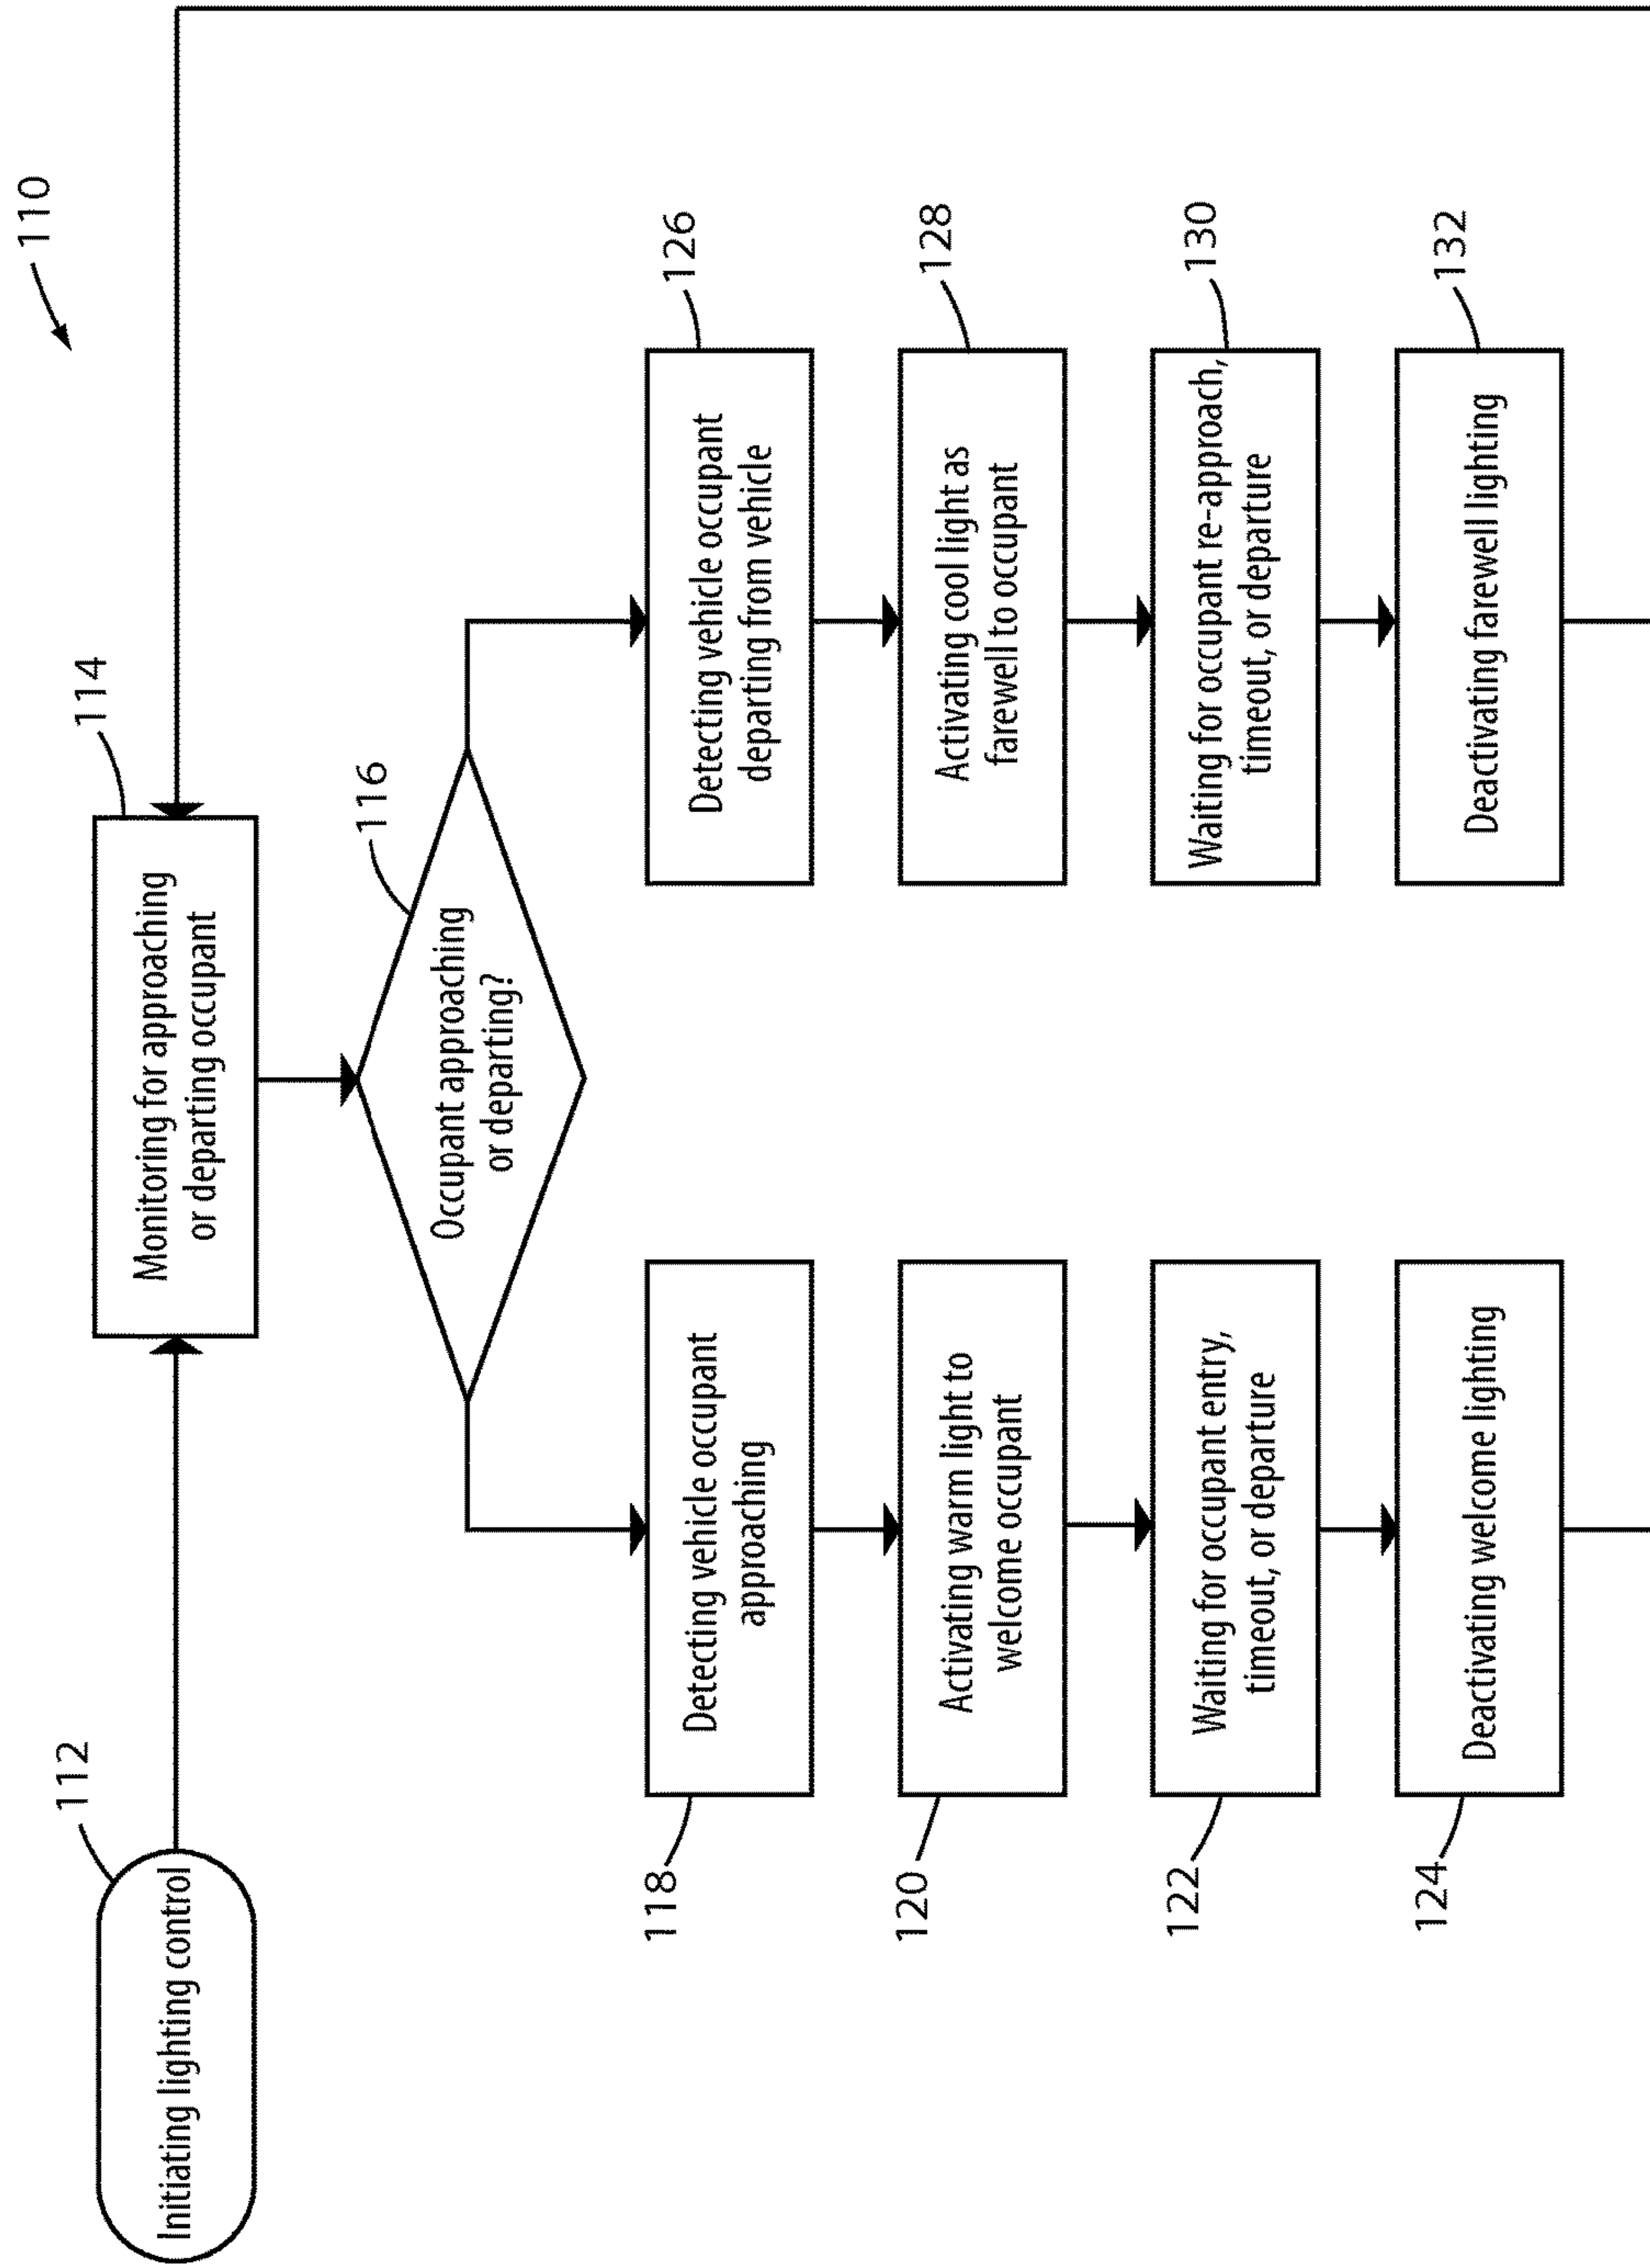 110
112
Initiating lighting control
114
Monitoring for approaching
or departing occupant
116
Occupant approaching
or departing?
118
Detecting vehicle occupant
approaching
120
Activating warm light to
welcome occupant
122
Waiting for occupant entry,
timeout, or departure
124
Deactivating welcome lighting
126
Detecting vehicle occupant
departing from vehicle
128
Activating cool light as
farewell to occupant
130
Waiting for occupant re-approach,
timeout, or departure
132
Deactivating farewell lighting